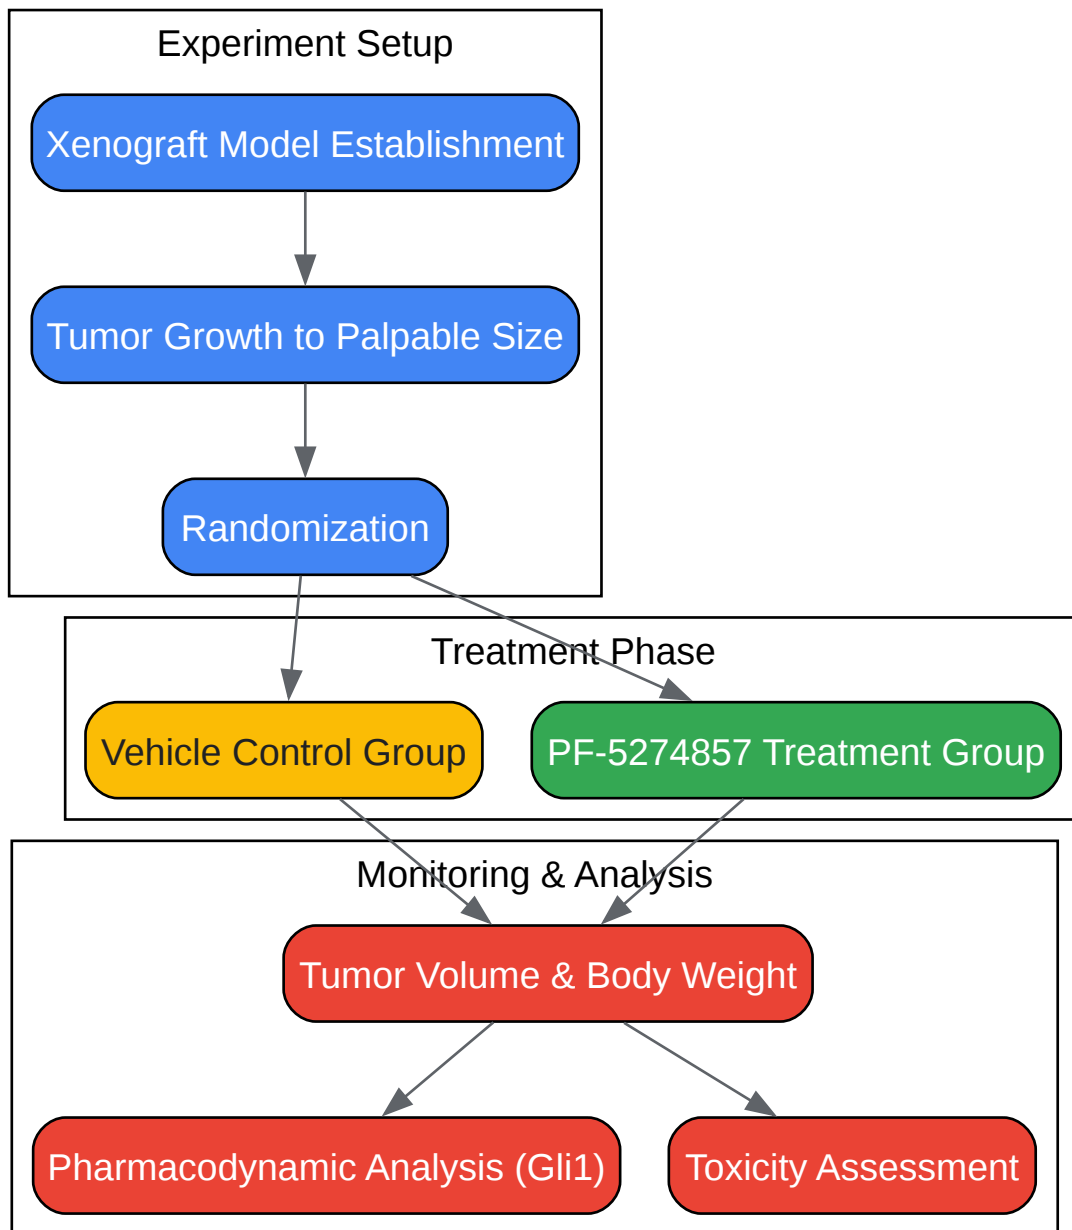 Experiment Setup
Xenograft Model Establishment
Tumor Growth to Palpable Size
Randomization
Treatment Phase
Vehicle Control Group
PF-5274857 Treatment Group
Monitoring & Analysis
Tumor Volume & Body Weight
Pharmacodynamic Analysis (Gli1)
Toxicity Assessment